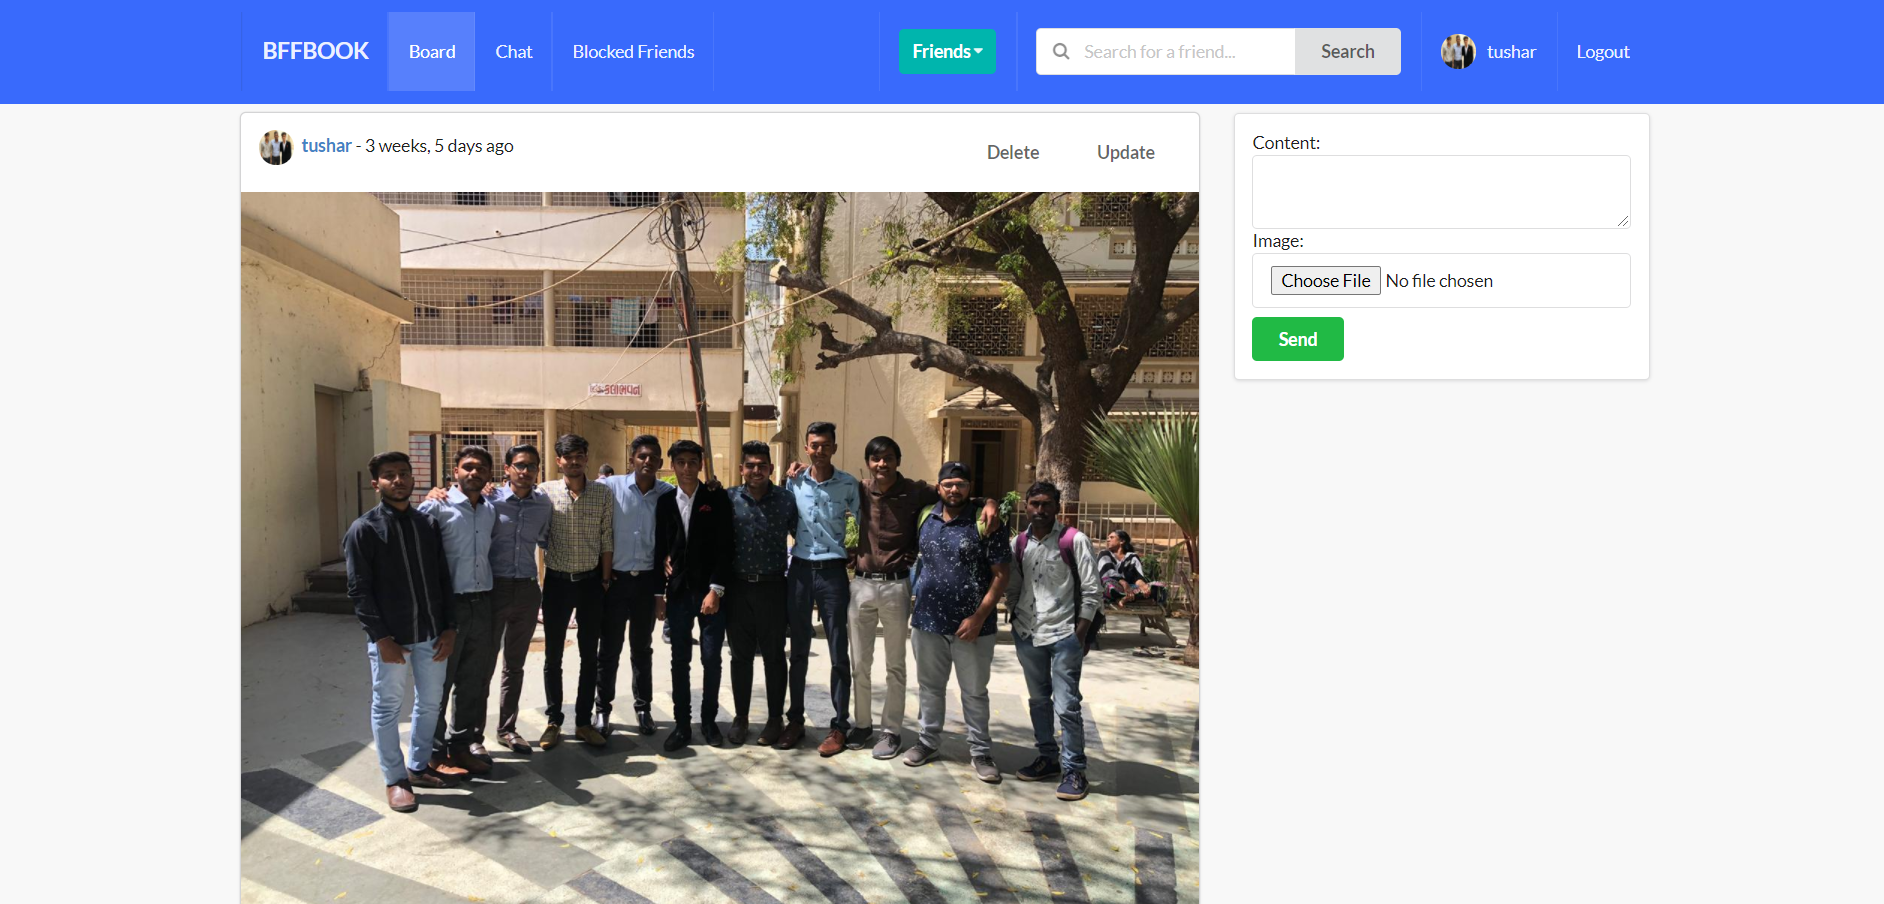 BFFBOOK
Board
Chat
Blocked Friends
Friends
Search for a friend...
Search
tushar
Logout
tushar - 3 weeks, 5 days ago
Delete
Update
Content:
Image:
Choose File No file chosen
Send